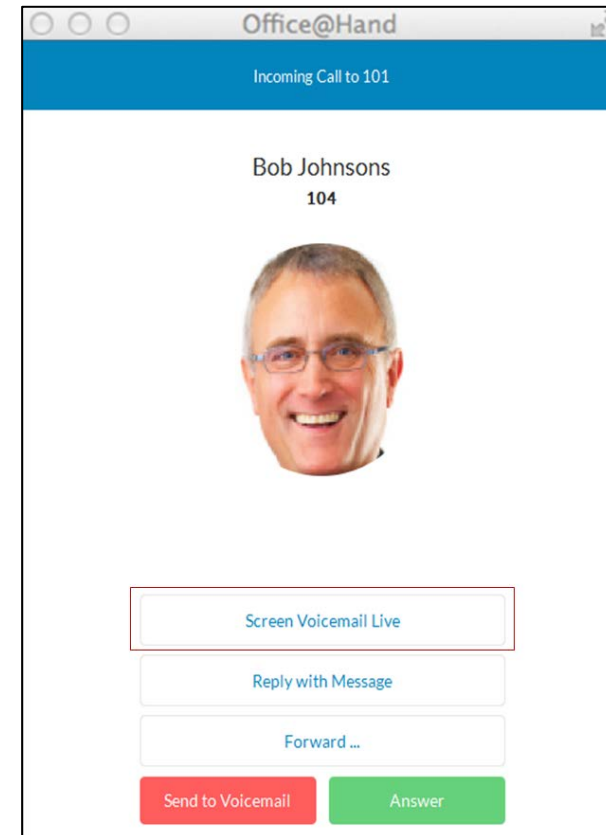 Office@Hand
Incoming Call to 101
Bob Johnsons
104
Screen Voicemail Live
Reply with Message
Forward ...
Send to Voicemail
Answer